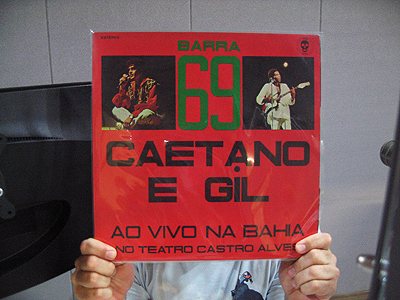 BARRA
69
CAETANO
E GIL
AO VIVO NA BAHIA
NO TEATRO CASTRO ALVES